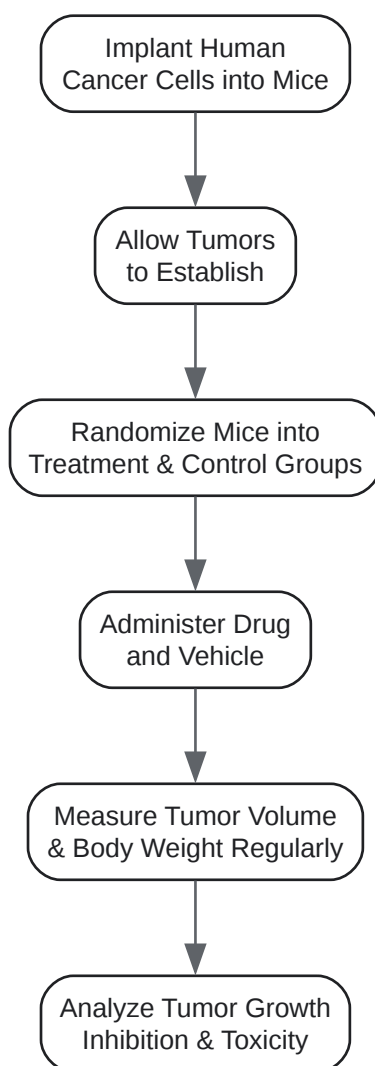 Implant Human
Cancer Cells into Mice
Allow Tumors
to Establish
Randomize Mice into
Treatment & Control Groups
Administer Drug
and Vehicle
Measure Tumor Volume
& Body Weight Regularly
Analyze Tumor Growth
Inhibition & Toxicity